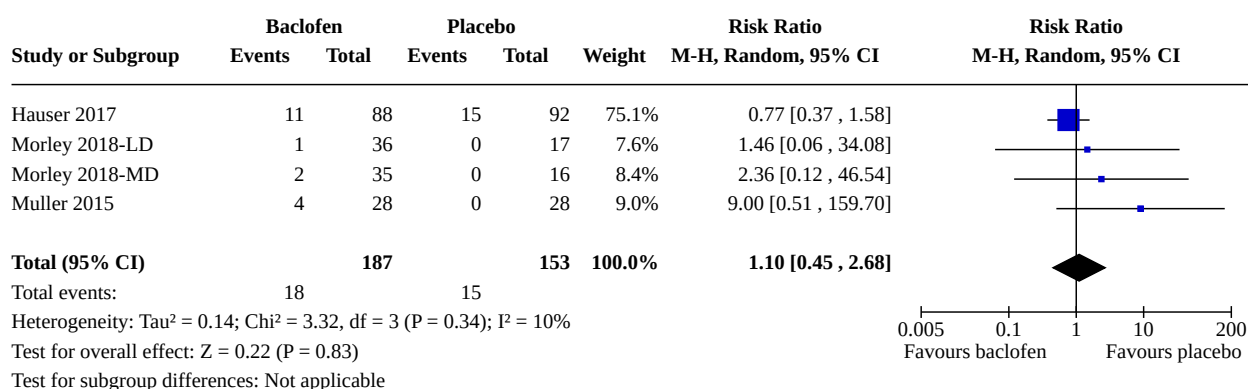 Baclofen Placebo Risk Ratio Risk Ratio
Study or Subgroup Events Total Events Total Weight M-H, Random, 95% CI M-H, Random, 95% CI
Hauser 2017 11 88 15 92 75.1% 0.77 [0.37 , 1.58]
Morley 2018-LD 1 36 0 17 7.6% 1.46 [0.06 , 34.08]
Morley 2018-MD 2 35 0 16 8.4% 2.36 [0.12 , 46.54]
Muller 2015 4 28 0 28 9.0% 9.00 [0.51 , 159.70]
Total (95% CI) 187 153 100.0% 1.10 [0.45 , 2.68]
Total events: 18 15
Heterogeneity: Tau² = 0.14; Chi² = 3.32, df = 3 (P = 0.34); I² = 10%
0.005 0.1 1 10 200
Test for overall effect: Z = 0.22 (P = 0.83) Favours baclofen Favours placebo
Test for subgroup differences: Not applicable